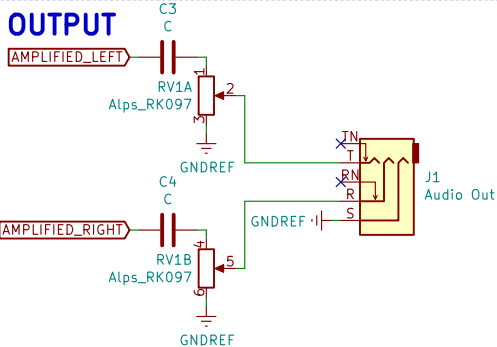 OUTPUT
C3
C
AMPLIFIED_LEFT
1
RV1A
2
Alps_RK097
3
GNDREF
TN
T
RN
J1
R
Audio Out
GNDREF
S
C4
C
AMPLIFIED_RIGHT
4
RV1B
5
Alps_RK097
6
GNDREF